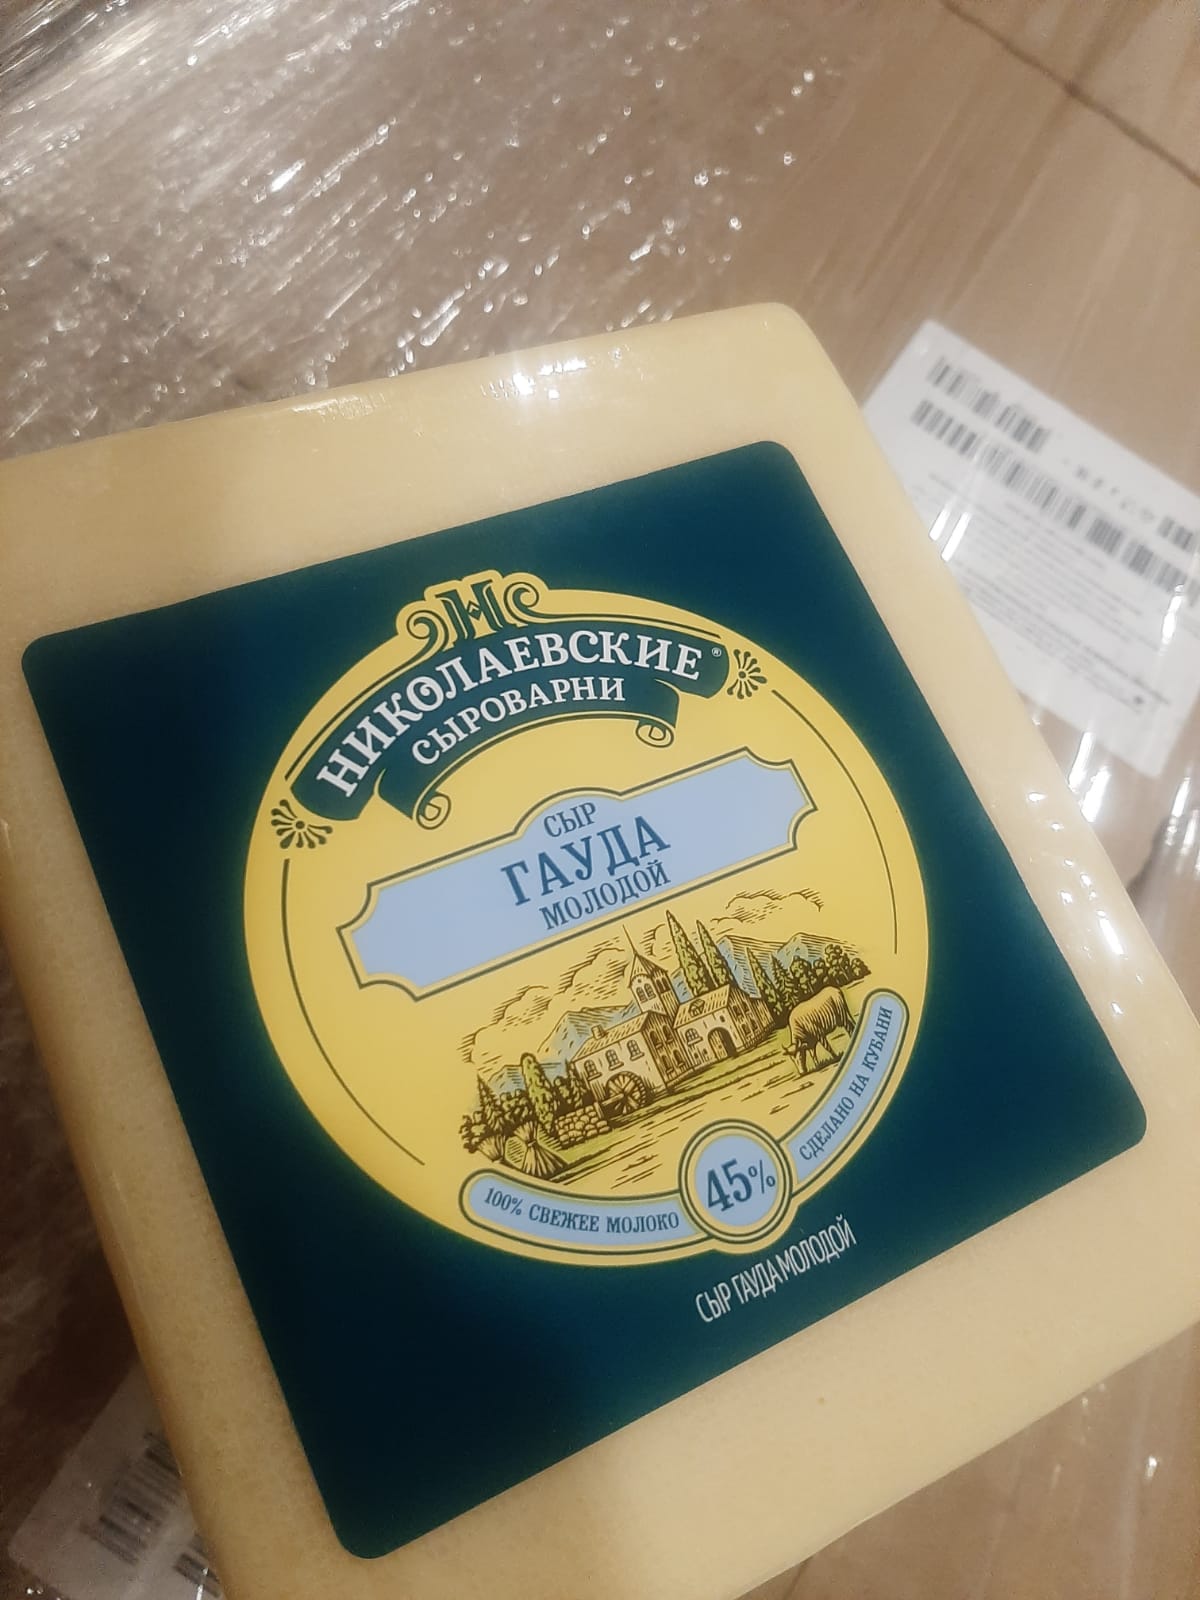 Н
НИКОЛАЕВСКИЕ®
СЫРОВАРНИ
СЫР
ГАУДА
МОЛОДОЙ
100% СВЕЖЕЕ МОЛОКО
45%
СДЕЛАНО НА КУБАНИ
СЫР ГАУДА МОЛОДОЙ